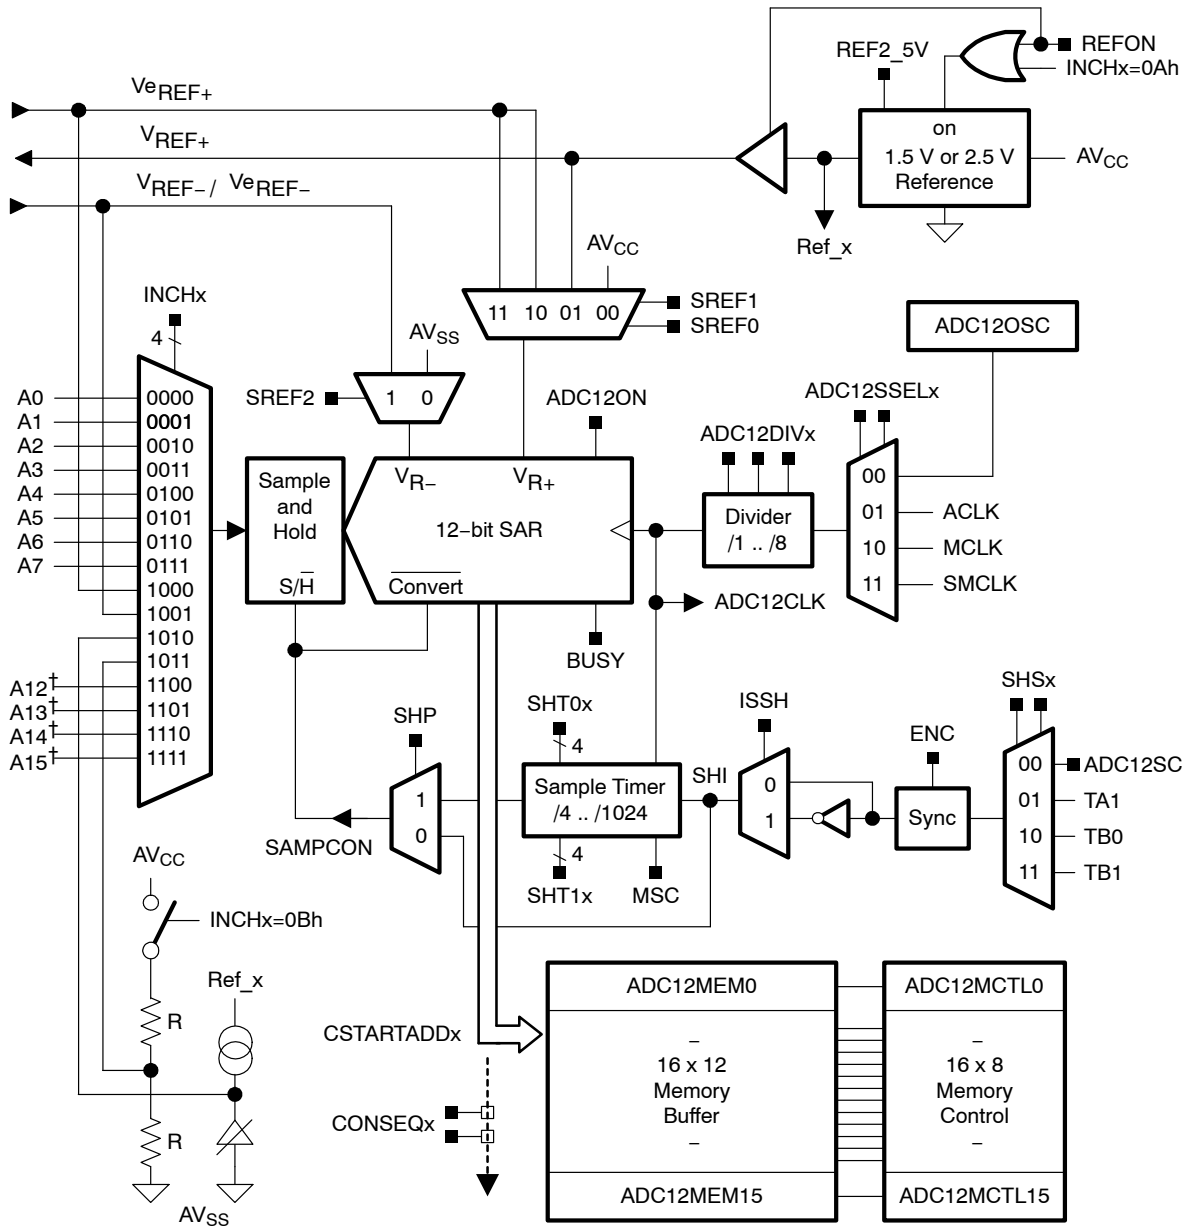 REFON
INCHx=0Ah
REF2_5V
on
1.5 V or 2.5 V
Reference
AVCC
VeREF+
VREF+
VREF− / VeREF−
Ref_x
AVCC
11 10 01 00
SREF1
SREF0
INCHx
4
AVSS
SREF2
1 0
ADC12ON
ADC12OSC
ADC12SSELx
ADC12DIVx
A0 0000
A1 0001
A2 0010
A3 0011
A4 0100
A5 0101
A6 0110
A7 0111
1000
1001
1010
1011
A12† 1100
A13† 1101
A14† 1110
A15† 1111
Sample
and
Hold
S/H
VR−
VR+
12−bit SAR
Convert
Divider
/1 .. /8
00
01 ACLK
10 MCLK
11 SMCLK
ADC12CLK
BUSY
SHP
SHT0x
4
ISSH
ENC
SHSx
1
0
SAMPCON
Sample Timer
/4 .. /1024
SHI
0
1
Sync
00 ADC12SC
01 TA1
10 TB0
11 TB1
4
SHT1x
MSC
AVCC
INCHx=0Bh
Ref_x
R
R
AVSS
CSTARTADDx
CONSEQx
ADC12MEM0
–
16 x 12
Memory
Buffer
–
ADC12MEM15
ADC12MCTL0
–
16 x 8
Memory
Control
–
ADC12MCTL15